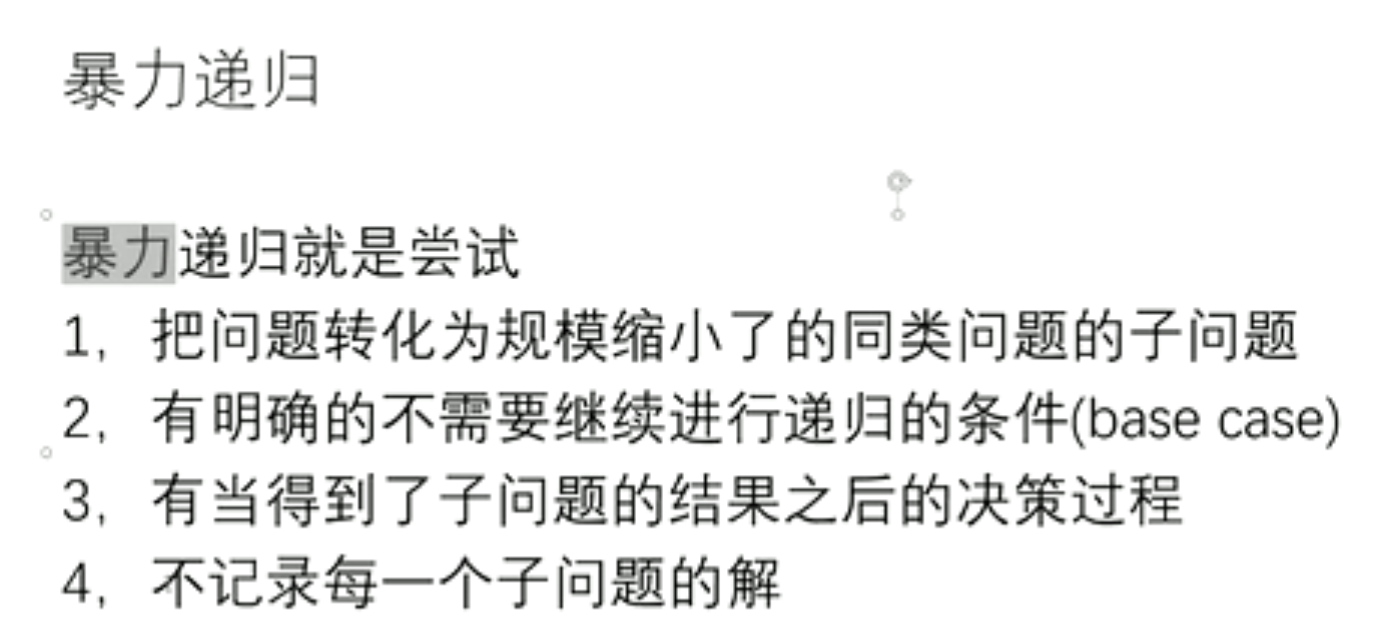 暴力递归
暴力递归就是尝试
1，把问题转化为规模缩小了的同类问题的子问题
2，有明确的不需要继续进行递归的条件(base case)
3，有当得到了子问题的结果之后的决策过程
4，不记录每一个子问题的解